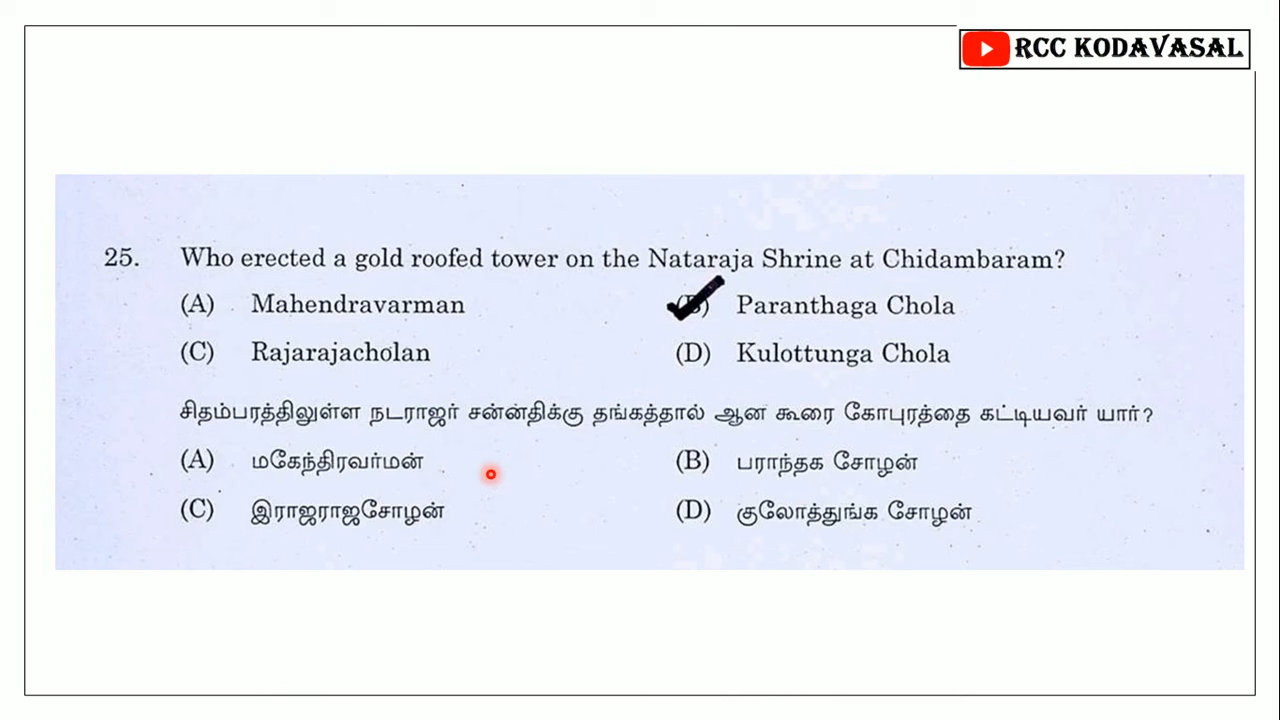 RCC KODAVASAL
25. Who erected a gold roofed tower on the Nataraja Shrine at Chidambaram?
(A) Mahendravarman (B) Paranthaga Chola
(C) Rajarajacholan (D) Kulottunga Chola
சிதம்பரத்திலுள்ள நடராஜர் சன்னதிக்கு தங்கத்தால் ஆன கூரை கோபுரத்தை கட்டியவர் யார்?
(A) மகேந்திரவர்மன் (B) பராந்தக சோழன்
(C) இராஜராஜசோழன் (D) குலோத்துங்க சோழன்